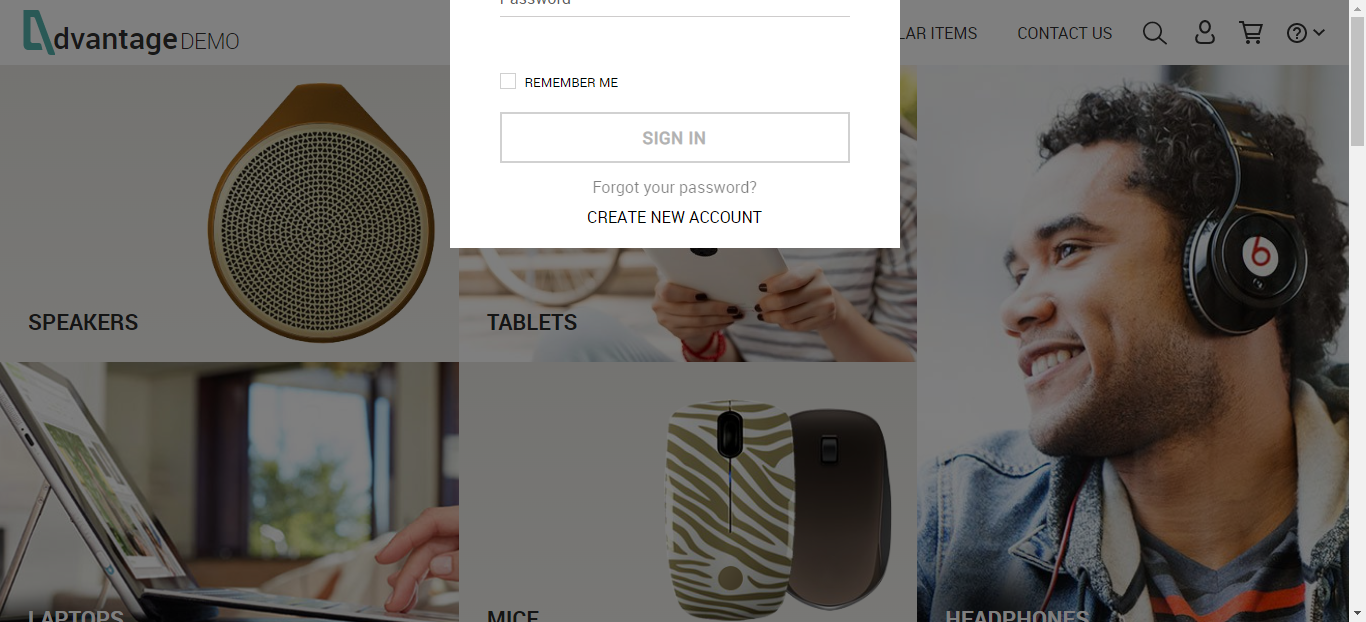 Password
dvantage DEMO
LAR ITEMS
CONTACT US
REMEMBER ME
SIGN IN
Forgot your password?
CREATE NEW ACCOUNT
SPEAKERS
TABLETS
LAPTOPS
MICE
HEADPHONES